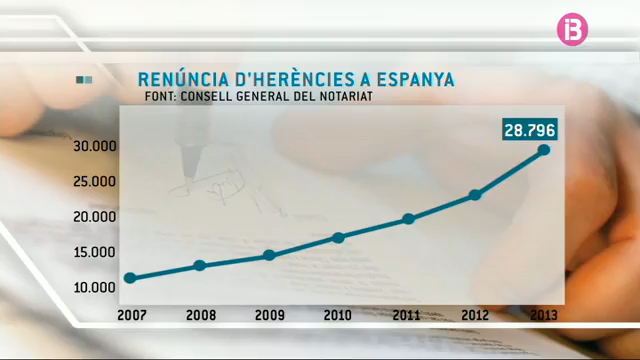 iB
RENÚNCIA D'HERÈNCIES A ESPANYA
FONT: CONSELL GENERAL DEL NOTARIAT
28.796
30.000
25.000
20.000
15.000
10.000
2007 2008 2009 2010 2011 2012 2013